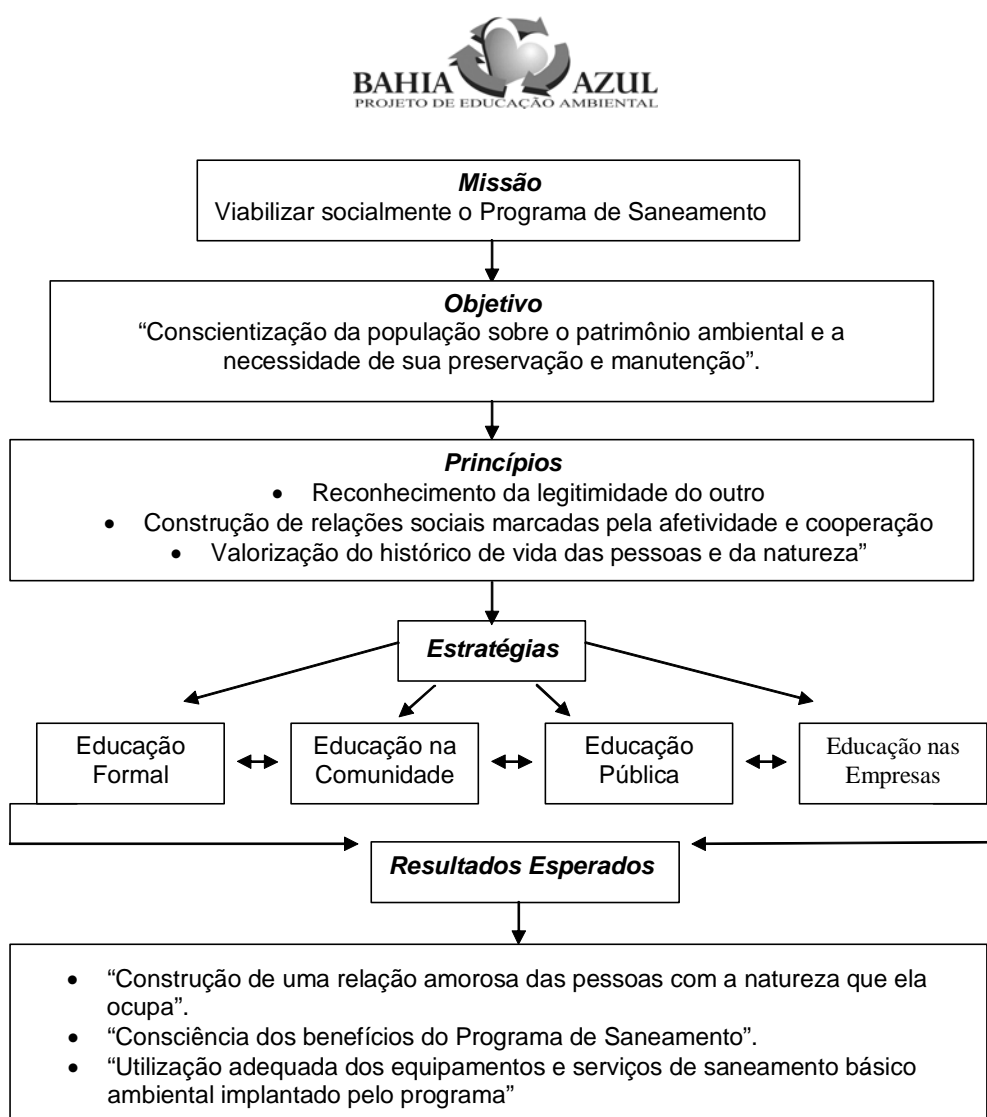 BAHIA AZUL
PROJETO DE EDUCAÇÃO AMBIENTAL
Missão
Viabilizar socialmente o Programa de Saneamento
Objetivo
“Conscientização da população sobre o patrimônio ambiental e a
necessidade de sua preservação e manutenção”.
Princípios
• Reconhecimento da legitimidade do outro
• Construção de relações sociais marcadas pela afetividade e cooperação
• Valorização do histórico de vida das pessoas e da natureza”
Estratégias
Educação
Formal
Educação na
Comunidade
Educação
Pública
Educação nas
Empresas
Resultados Esperados
• “Construção de uma relação amorosa das pessoas com a natureza que ela
ocupa”.
• “Consciência dos benefícios do Programa de Saneamento”.
• “Utilização adequada dos equipamentos e serviços de saneamento básico
ambiental implantado pelo programa”